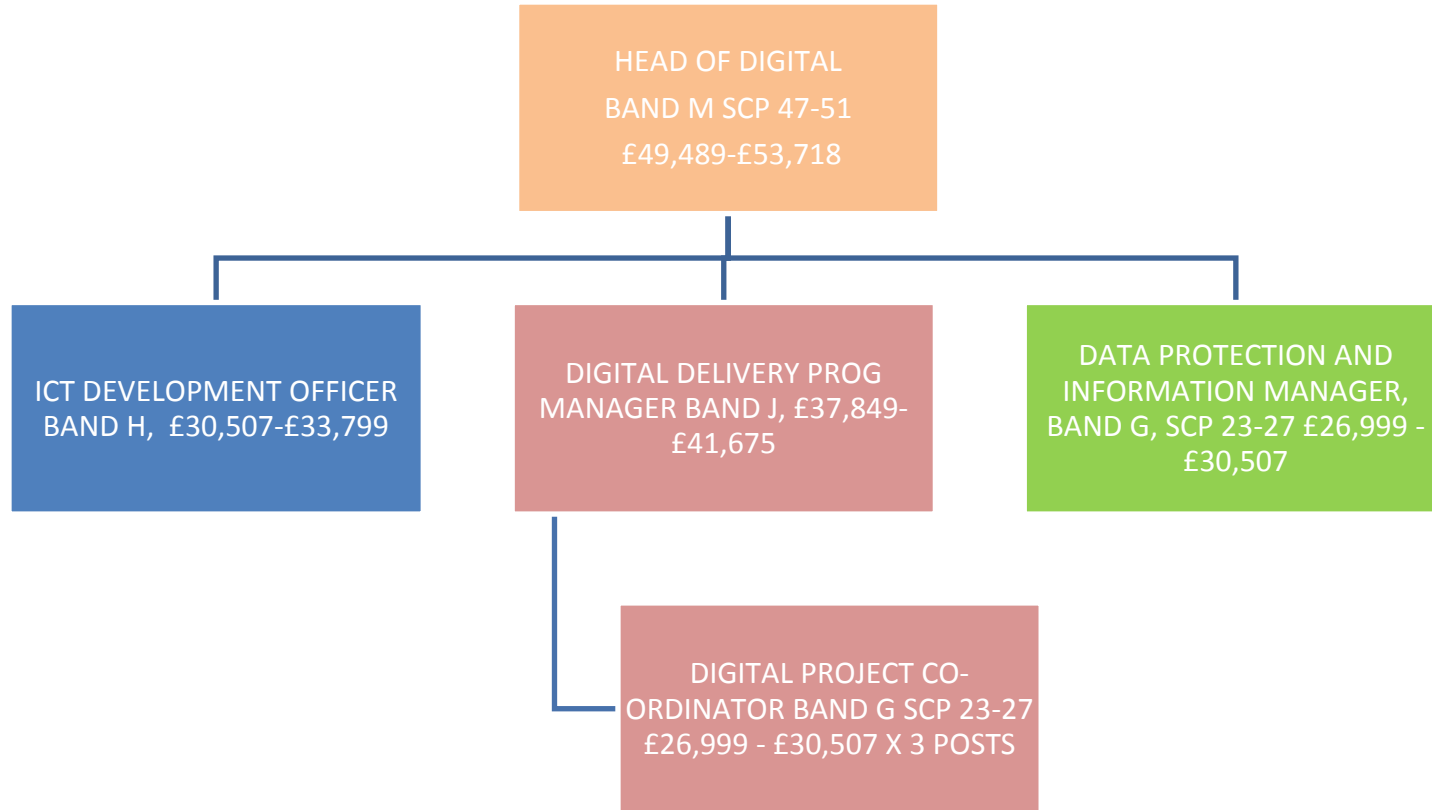 HEAD OF DIGITAL
BAND M SCP 47-51
£49,489-£53,718
ICT DEVELOPMENT OFFICER
BAND H, £30,507-£33,799
DIGITAL DELIVERY PROG
MANAGER BAND J, £37,849-
£41,675
DATA PROTECTION AND
INFORMATION MANAGER,
BAND G, SCP 23-27 £26,999 -
£30,507
DIGITAL PROJECT CO-
ORDINATOR BAND G SCP 23-27
£26,999 - £30,507 X 3 POSTS